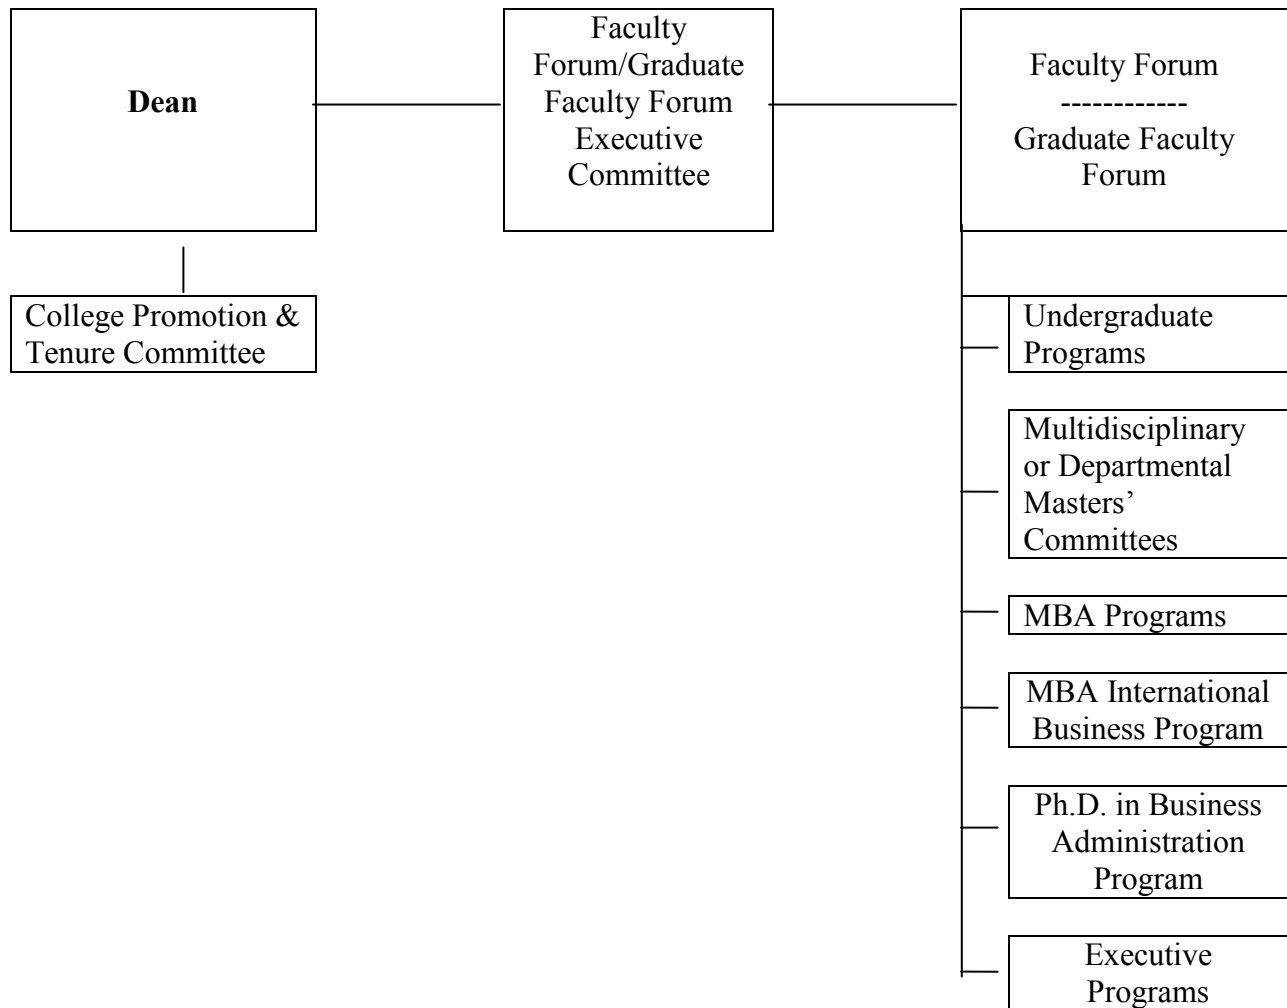 Dean
Faculty
Forum/Graduate
Faculty Forum
Executive
Committee
Faculty Forum
------------
Graduate Faculty
Forum
College Promotion &
Tenure Committee
Undergraduate
Programs
Multidisciplinary
or Departmental
Masters’
Committees
MBA Programs
MBA International
Business Program
Ph.D. in Business
Administration
Program
Executive
Programs